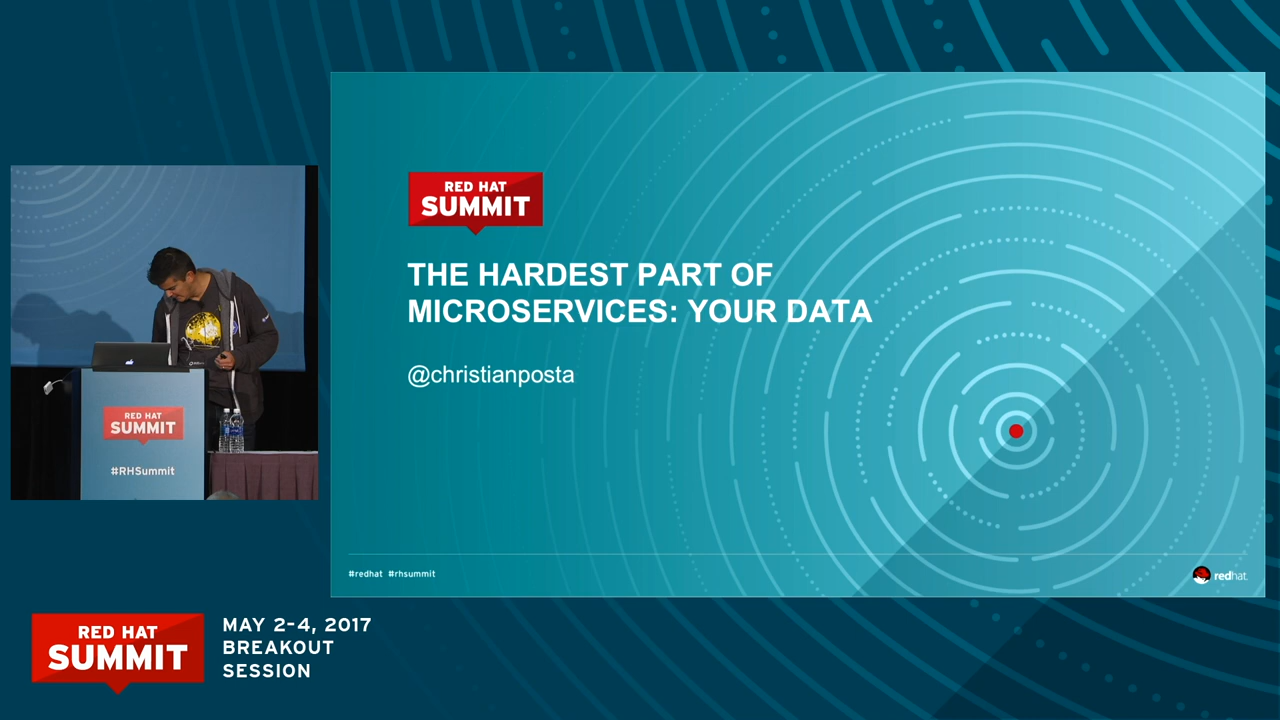 RED HAT
SUMMIT
THE HARDEST PART OF
MICROSERVICES: YOUR DATA
@christianposta
#redhat #rhsummit
redhat.
RED HAT
SUMMIT
#RHSummit
RED HAT
SUMMIT
MAY 2-4, 2017
BREAKOUT
SESSION